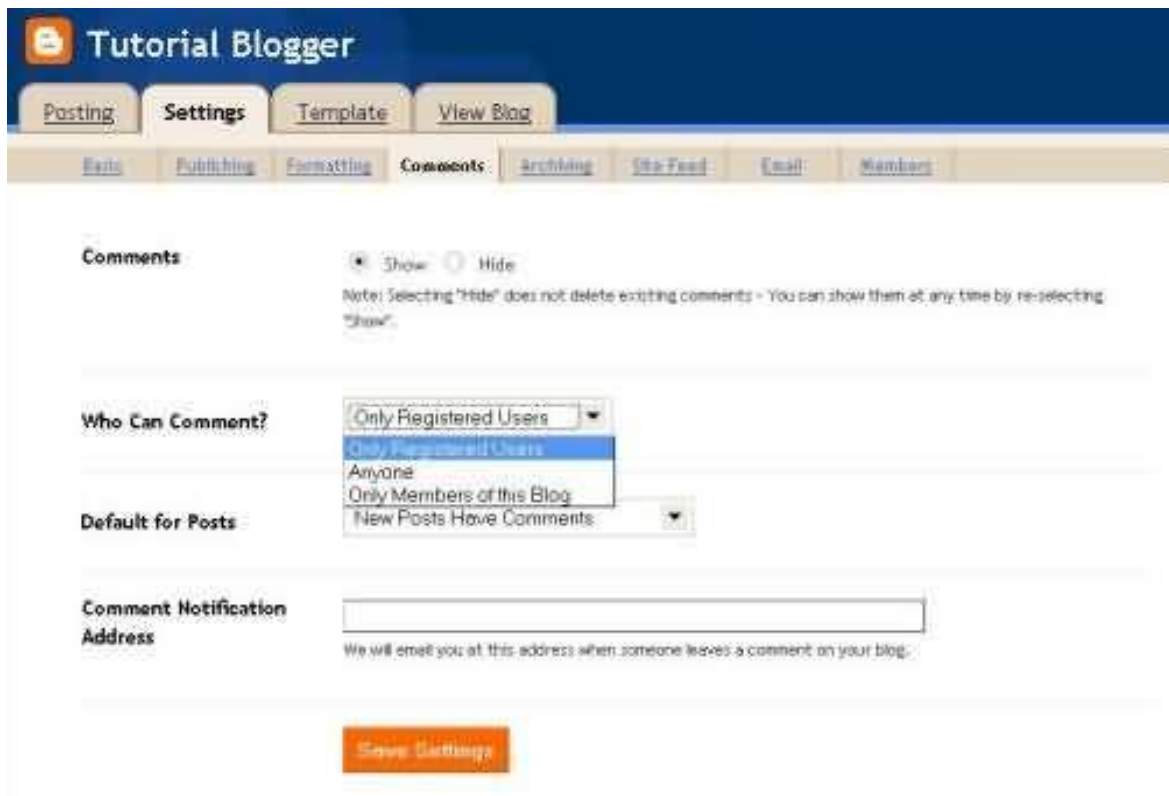 Tutorial Blogger
Posting Settings Template View Blog
Basic Publishing Formatting Comments Archiving Site Feed Email Members
Comments
Show Hide
Note: Selecting "Hide" does not delete existing comments - You can show them at any time by re-selecting
"Show".
Who Can Comment?
Only Registered Users
Only Registered Users
Anyone
Only Members of this Blog
Default for Posts
New Posts Have Comments
Comment Notification
Address
We will email you at this address when someone leaves a comment on your blog.
Save Settings